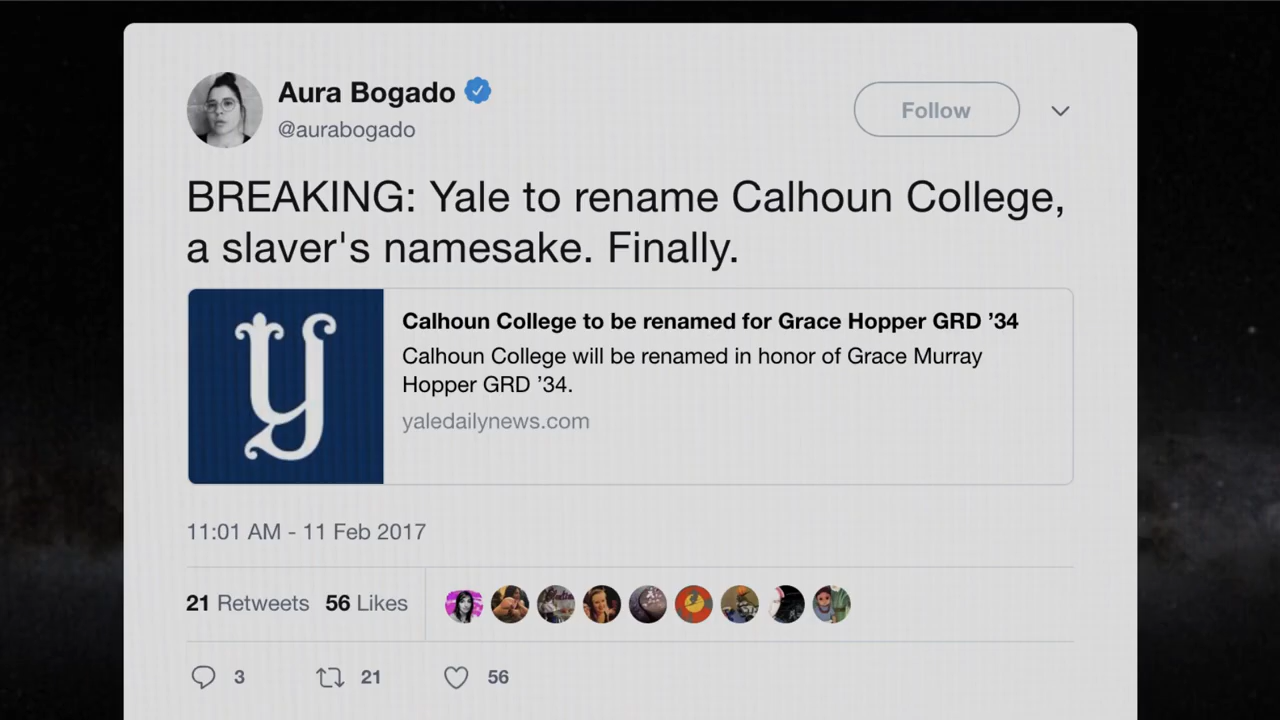 Aura Bogado
@aurabogado
Follow
BREAKING: Yale to rename Calhoun College,
a slaver's namesake. Finally.
y
Calhoun College to be renamed for Grace Hopper GRD ’34
Calhoun College will be renamed in honor of Grace Murray
Hopper GRD ’34.
yaledailynews.com
11:01 AM - 11 Feb 2017
21 Retweets 56 Likes
3 21 56